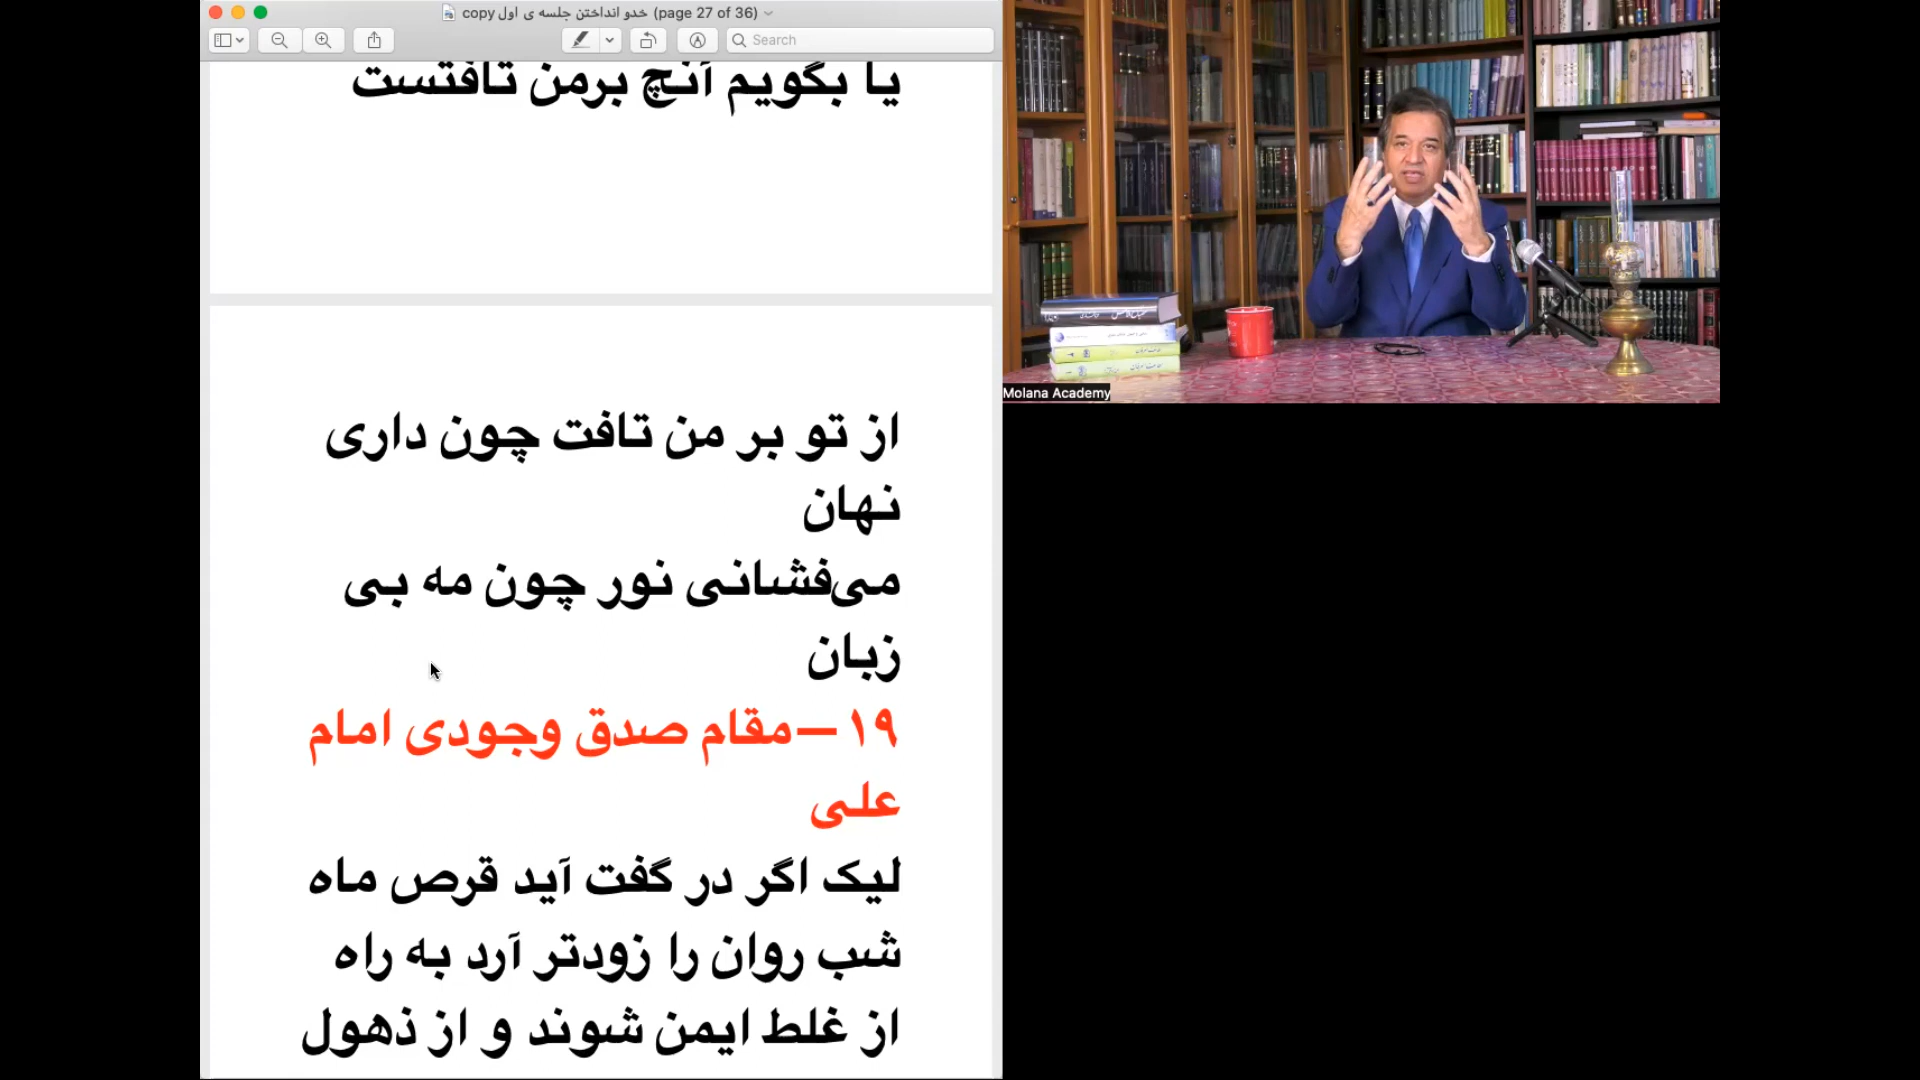 خدو انداختن جلسه ی اول copy (page 27 of 36)
Search
یا بگویم آنچ برمن تافتست
از تو بر من تافت چون داری
نهان
می‌فشانی نور چون مه بی
زبان
۱۹ —مقام صدق وجودی امام
علی
لیک اگر در گفت آید قرص ماه
شب روان را زودتر آرد به راه
از غلط ایمن شوند و از ذهول
Molana Academy